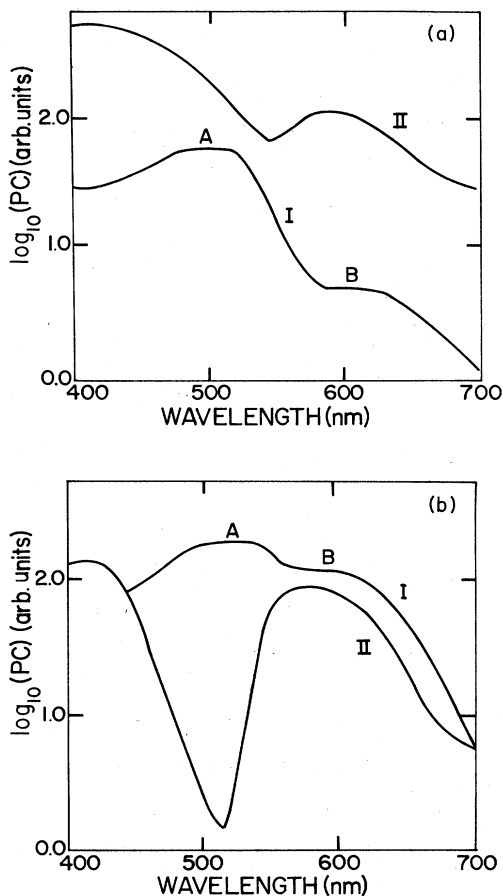 (a)
log10(PC)(arb.units)
2.0
1.0
0.0
A
B
I
II
400 500 600 700
WAVELENGTH(nm)
(b)
log10(PC) (arb. units)
2.0
1.0
0.0
A
B
I
II
400 500 600 700
WAVELENGTH (nm)